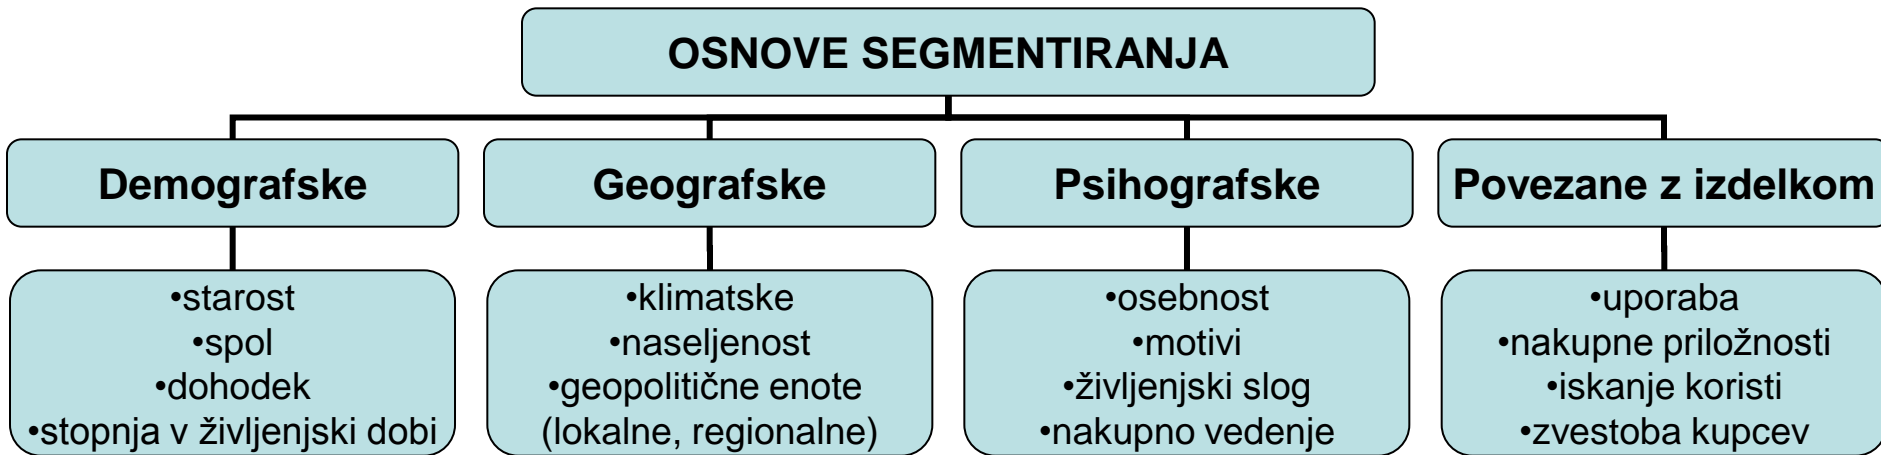 OSNOVE SEGMENTIRANJA
Demografske
•starost
•spol
•dohodek
•stopnja v življenjski dobi
Geografske
•klimatske
•naseljenost
•geopolitične enote
(lokalne, regionalne)
Psihografske
•osebnost
•motivi
•življenjski slog
•nakupno vedenje
Povezane z izdelkom
•uporaba
•nakupne priložnosti
•iskanje koristi
•zvestoba kupcev